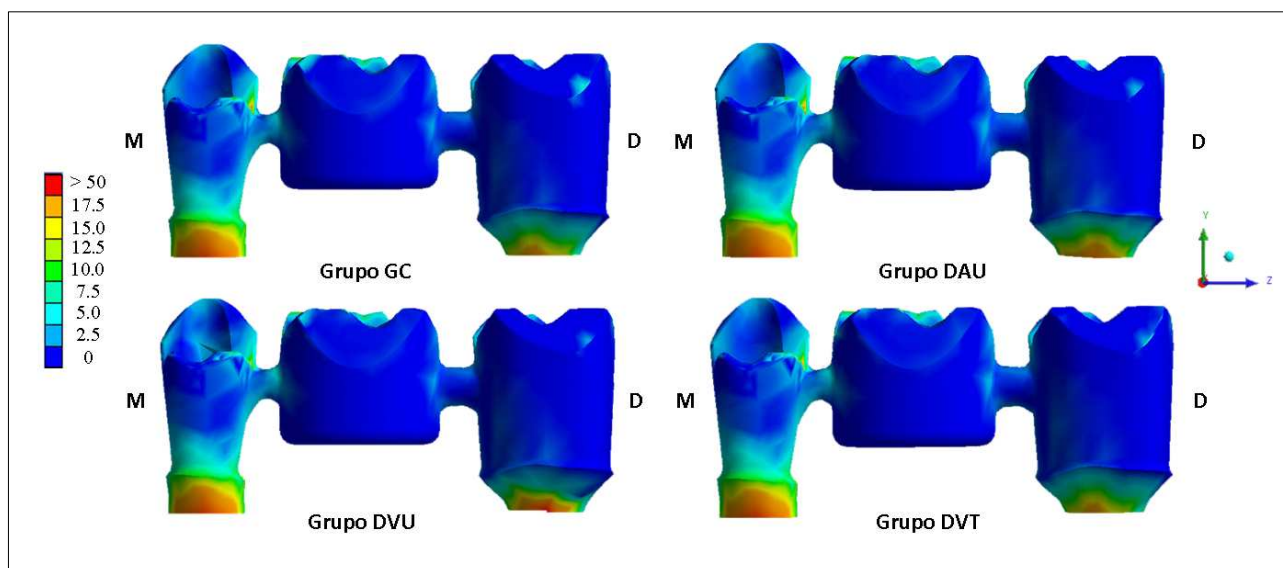 M
D
M
D
> 50
17.5
15.0
12.5
10.0
7.5
5.0
2.5
0
Y
Z
Grupo GC
Grupo DAU
M
D
M
D
Grupo DVU
Grupo DVT